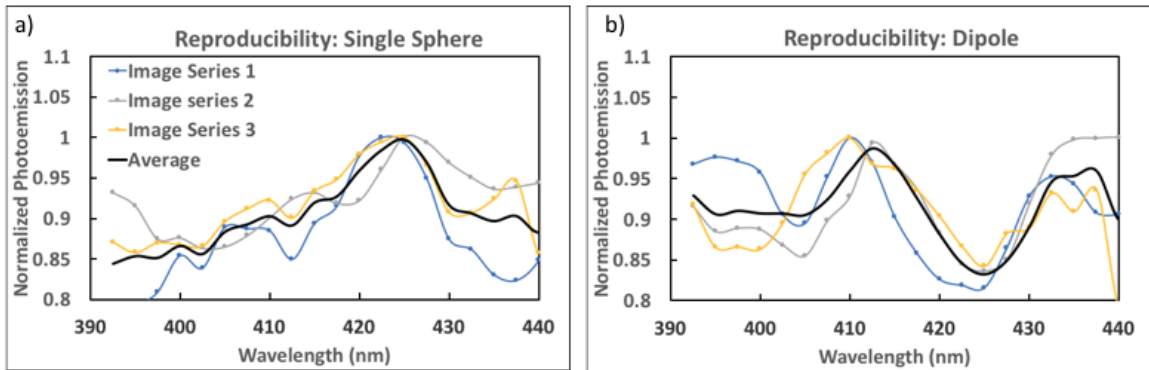 a)
Reproducibility: Single Sphere
Normalized Photoemission
1.1
1.05
1
0.95
0.9
0.85
0.8
Image Series 1
Image series 2
Image Series 3
Average
390 400 410 420 430 440
Wavelength (nm)
b)
Reproducibility: Dipole
Normalized Photoemission
1.1
1.05
1
0.95
0.9
0.85
0.8
390 400 410 420 430 440
Wavelength (nm)